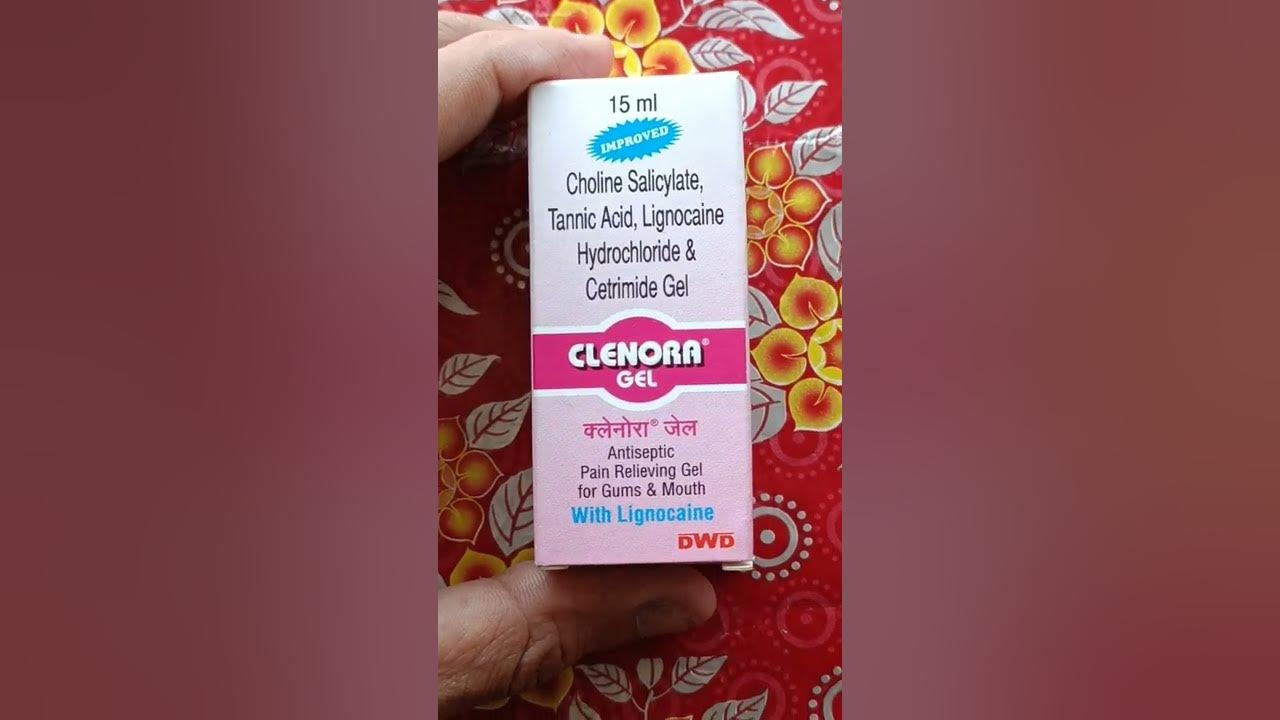 15 ml
IMPROVED
Choline Salicylate,
Tannic Acid, Lignocaine
Hydrochloride &
Cetrimide Gel
CLENORA®
GEL
क्लेनोरा® जेल
Antiseptic
Pain Relieving Gel
for Gums & Mouth
With Lignocaine
DWD